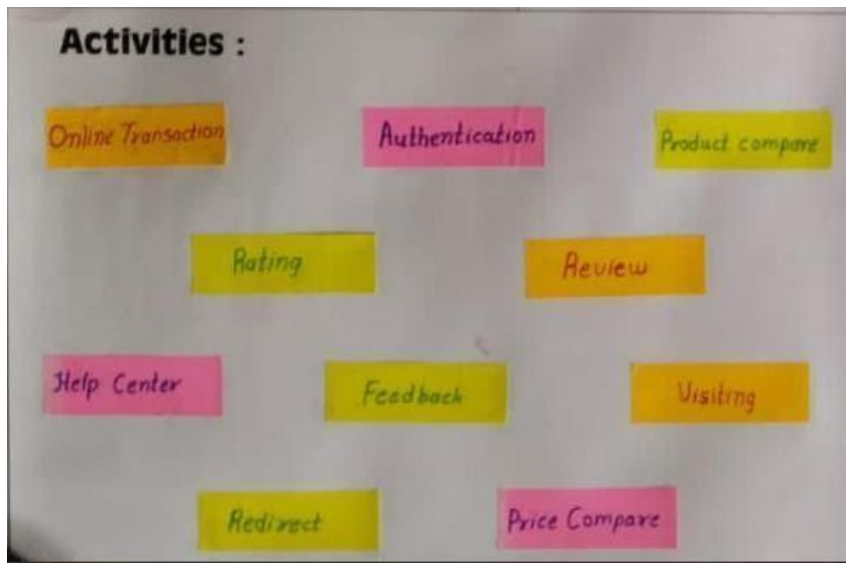 Activities :
Online Transaction
Authentication
Product compare
Rating
Review
Help Center
Feedback
Visiting
Redirect
Price Compare